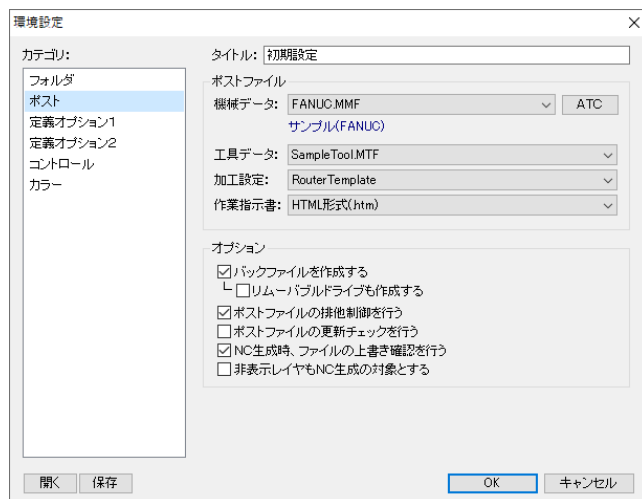 環境設定
カテゴリ:
フォルダ
ポスト
定義オプション1
定義オプション2
コントロール
カラー
タイトル: 初期設定
ポストファイル
機械データ: FANUC.MMF ATC
サンプル(FANUC)
工具データ: SampleTool.MTF
加工設定: RouterTemplate
作業指示書: HTML形式(.htm)
オプション
バックファイルを作成する
リムーバブルドライブも作成する
ポストファイルの排他制御を行う
ポストファイルの更新チェックを行う
NC生成時、ファイルの上書き確認を行う
非表示レイヤもNC生成の対象とする
開く 保存 OK キャンセル